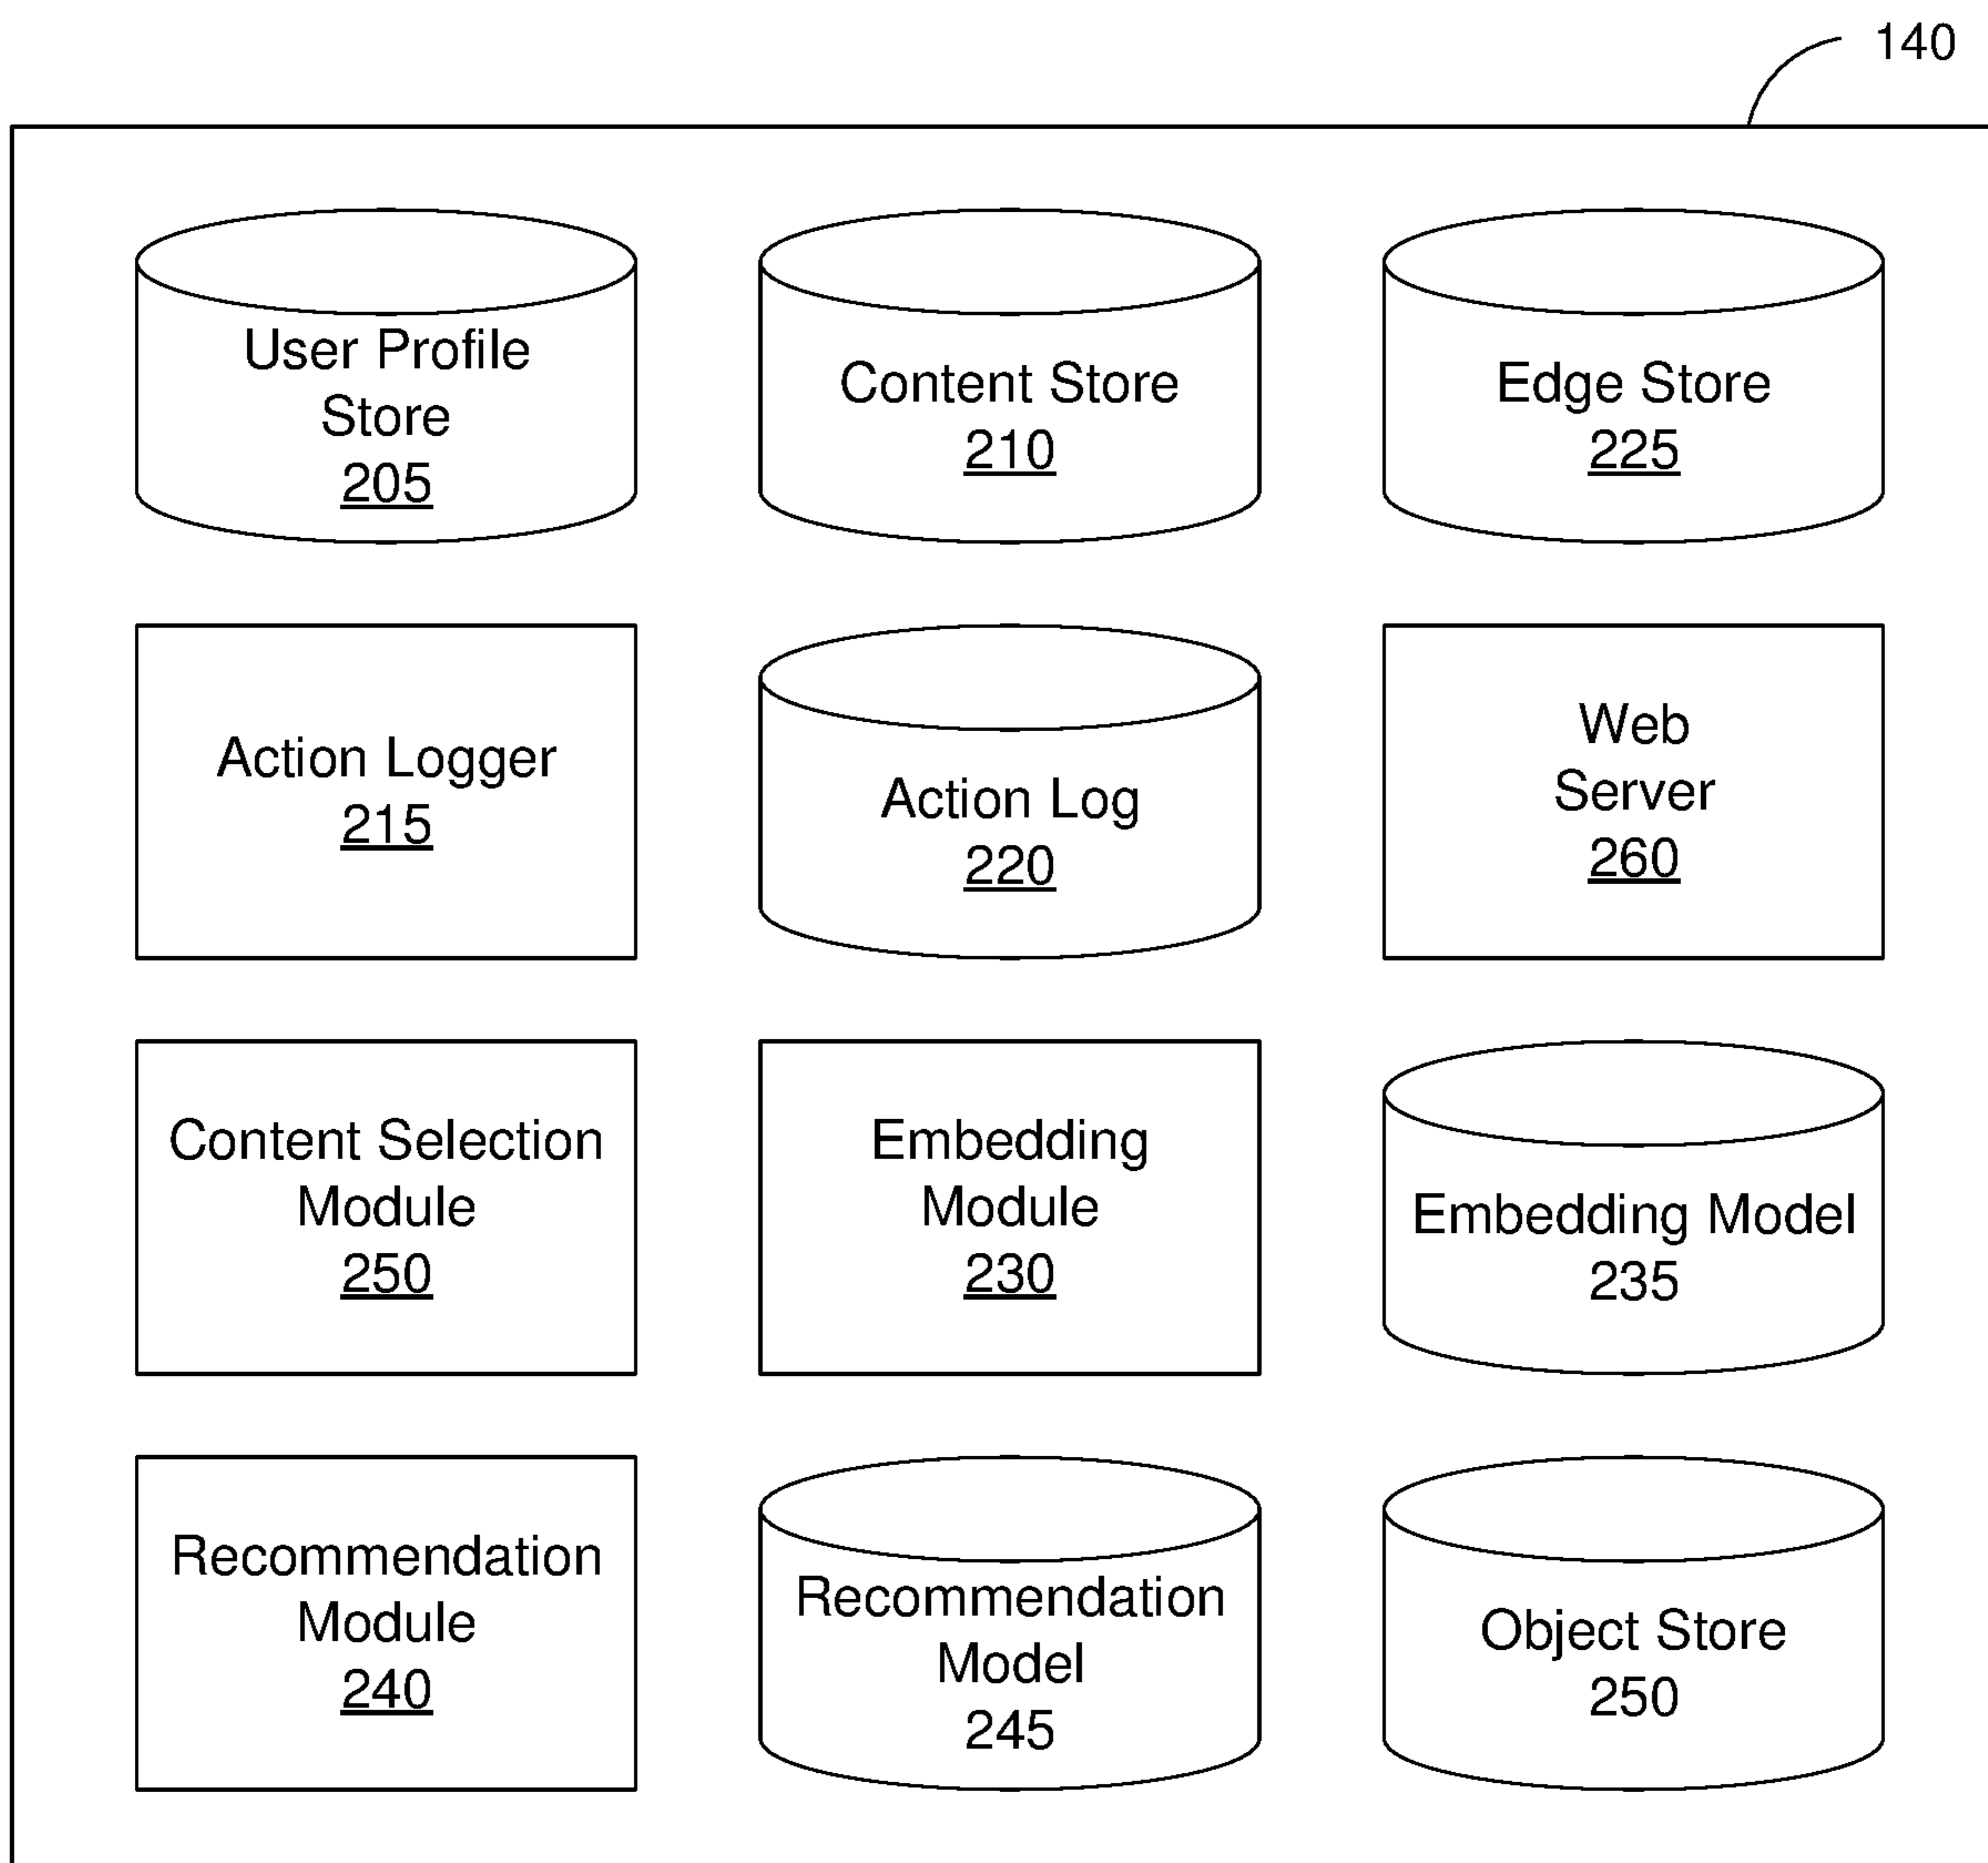 140
User Profile
Store
205
Content Store
210
Edge Store
225
Action Logger
215
Action Log
220
Web
Server
260
Content Selection
Module
250
Embedding
Module
230
Embedding Model
235
Recommendation
Module
240
Recommendation
Model
245
Object Store
250